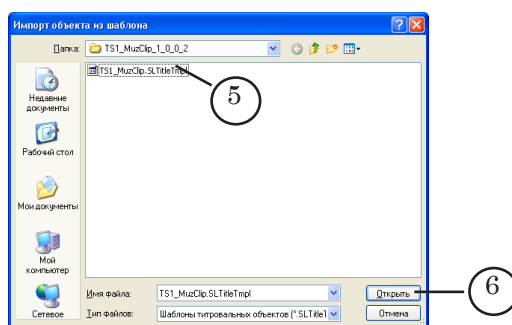 Импорт объекта из шаблона
Папка: TS1_MuzClip_1_0_0_2
TS1_MuzClip.SLTitleTmpl
5
Недавние документы
Рабочий стол
Мои документы
Мой компьютер
Сетевое
Имя файла: TS1_MuzClip.SLTitleTmpl Открыть
6
Тип файлов: Шаблоны титровальных объектов (*.SLTitleT Отмена